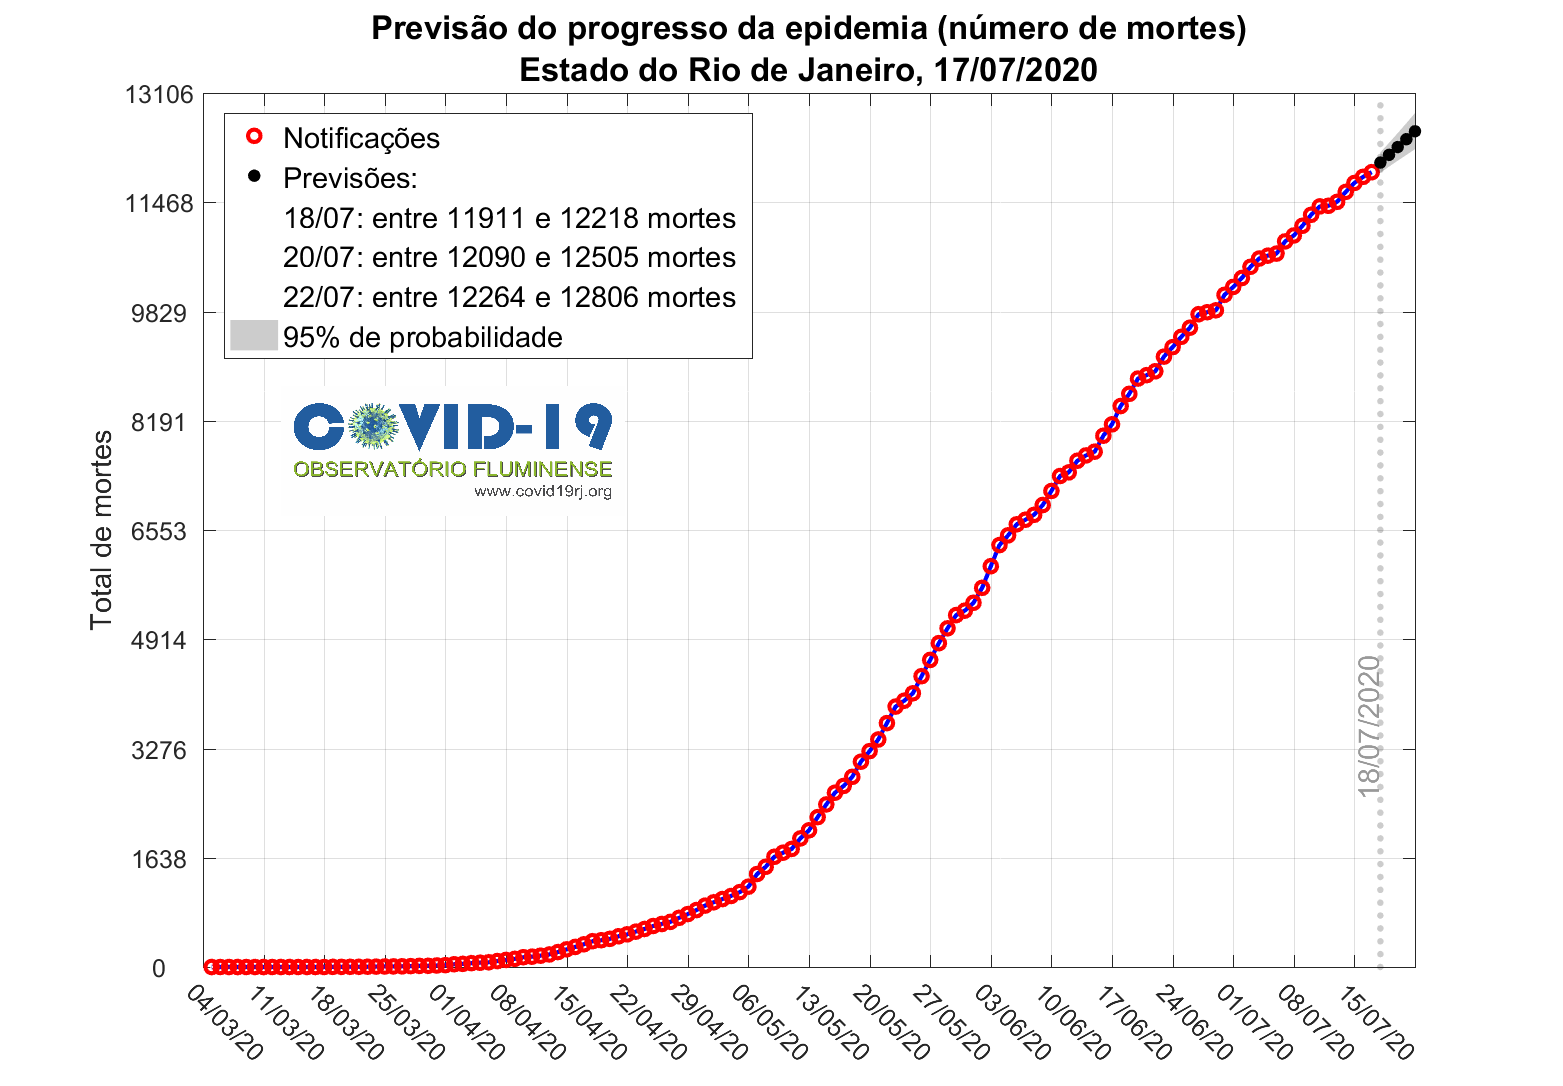 Previsão do progresso da epidemia (número de mortes)
Estado do Rio de Janeiro, 17/07/2020
Notificações
Previsões:
18/07: entre 11911 e 12218 mortes
20/07: entre 12090 e 12505 mortes
22/07: entre 12264 e 12806 mortes
95% de probabilidade
COVID-19
OBSERVATÓRIO FLUMINENSE
www.covid19rj.org
Total de mortes
13106
11468
9829
8191
6553
4914
3276
1638
0
18/07/2020
04/03/20
11/03/20
18/03/20
25/03/20
01/04/20
08/04/20
15/04/20
22/04/20
29/04/20
06/05/20
13/05/20
20/05/20
27/05/20
03/06/20
10/06/20
17/06/20
24/06/20
01/07/20
08/07/20
15/07/20